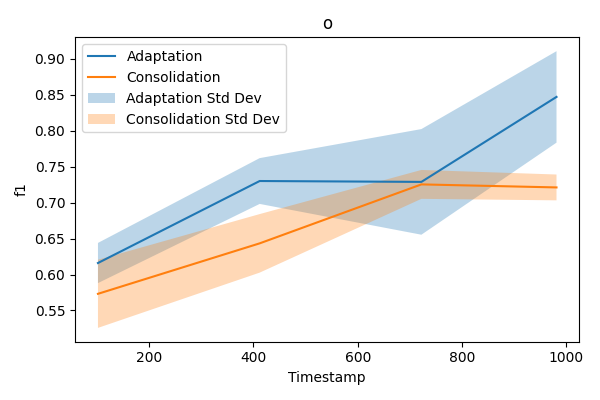 o
Adaptation
Consolidation
Adaptation Std Dev
Consolidation Std Dev
f1
0.90
0.85
0.80
0.75
0.70
0.65
0.60
0.55
200
400
600
800
1000
Timestamp